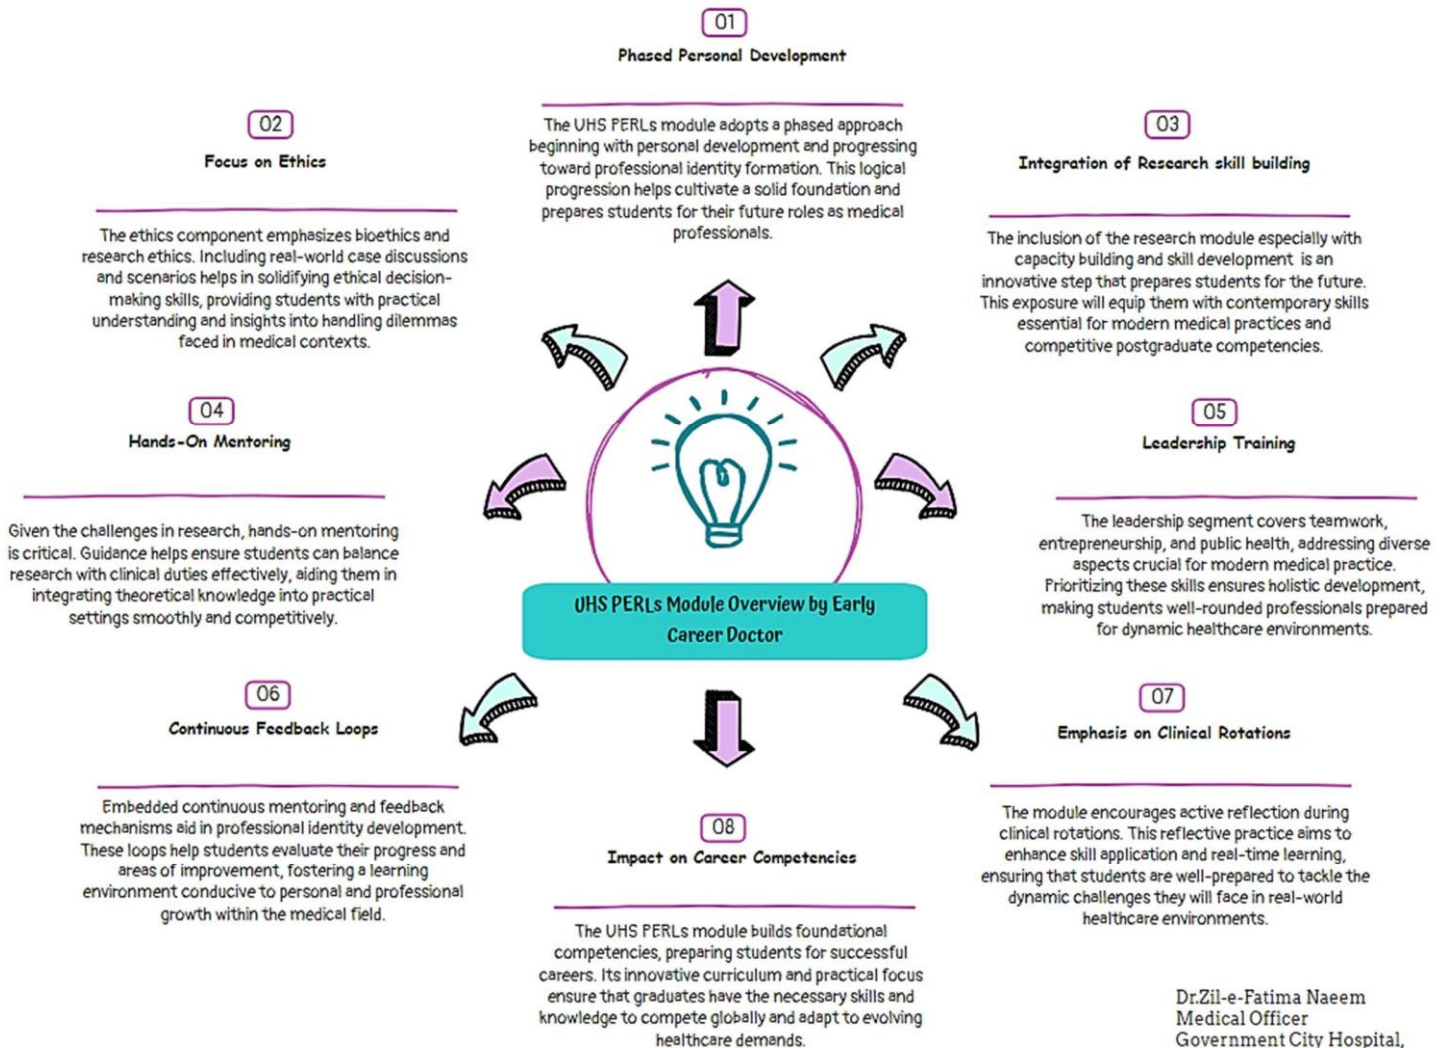 01
Phased Personal Development
The UHS PERLs module adopts a phased approach
beginning with personal development and progressing
toward professional identity formation. This logical
progression helps cultivate a solid foundation and
prepares students for their future roles as medical
professionals.
02
Focus on Ethics
The ethics component emphasizes bioethics and
research ethics. Including real-world case discussions
and scenarios helps in solidifying ethical decision-
making skills, providing students with practical
understanding and insights into handling dilemmas
faced in medical contexts.
03
Integration of Research skill building
The inclusion of the research module especially with
capacity building and skill development is an
innovative step that prepares students for the future.
This exposure will equip them with contemporary skills
essential for modern medical practices and
competitive postgraduate competencies.
04
Hands-On Mentoring
Given the challenges in research, hands-on mentoring
is critical. Guidance helps ensure students can balance
research with clinical duties effectively, aiding them in
integrating theoretical knowledge into practical
settings smoothly and competitively.
05
Leadership Training
The leadership segment covers teamwork,
entrepreneurship, and public health, addressing diverse
aspects crucial for modern medical practice.
Prioritizing these skills ensures holistic development,
making students well-rounded professionals prepared
for dynamic healthcare environments.
UHS PERLs Module Overview by Early
Career Doctor
06
Continuous Feedback Loops
Embedded continuous mentoring and feedback
mechanisms aid in professional identity development.
These loops help students evaluate their progress and
areas of improvement, fostering a learning
environment conducive to personal and professional
growth within the medical field.
07
Emphasis on Clinical Rotations
The module encourages active reflection during
clinical rotations. This reflective practice aims to
enhance skill application and real-time learning,
ensuring that students are well-prepared to tackle the
dynamic challenges they will face in real-world
healthcare environments.
08
Impact on Career Competencies
The UHS PERLs module builds foundational
competencies, preparing students for successful
careers. Its innovative curriculum and practical focus
ensure that graduates have the necessary skills and
knowledge to compete globally and adapt to evolving
healthcare demands.
Dr.Zil-e-Fatima Naeem
Medical Officer
Government City Hospital,